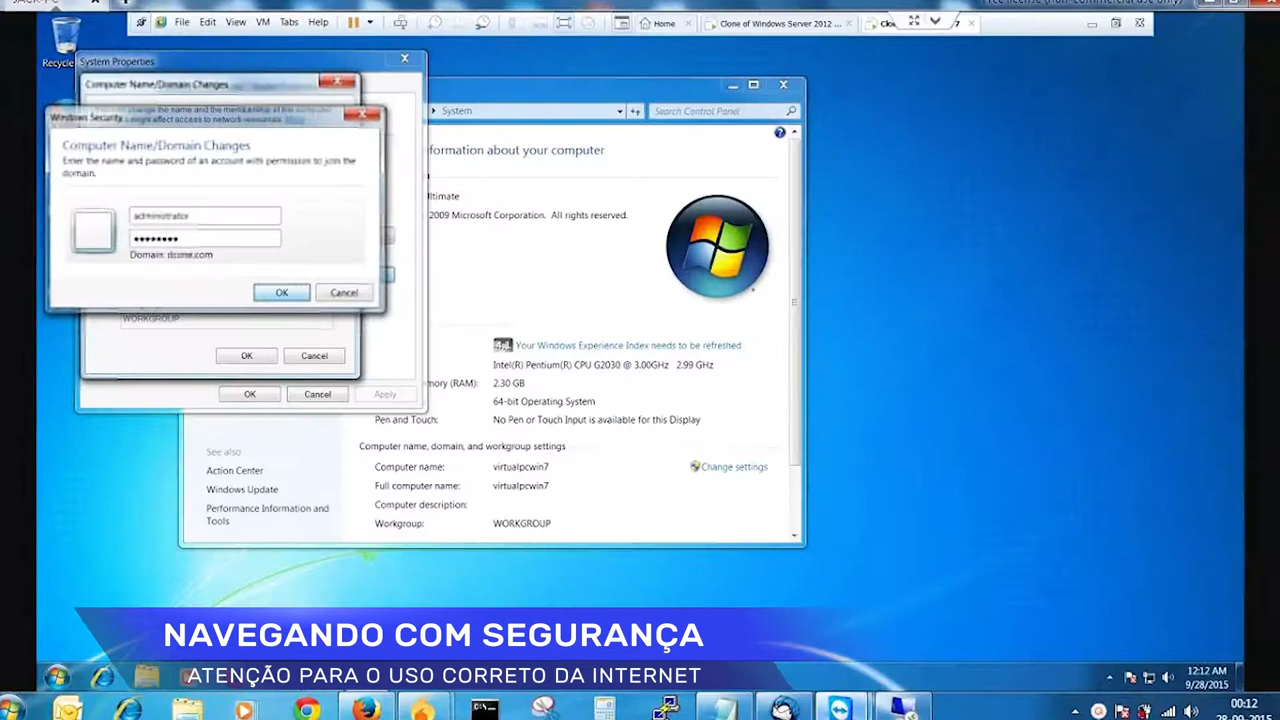 File Edit View VM Tabs Help
Home
Clone of Windows Server 2012 ...
Recycle
System Properties
Computer Name/Domain Changes
Windows Security
Computer Name/Domain Changes
Enter the name and password of an account with permission to join the
domain.
administrator
Domain:
OK Cancel
WORKGROUP
OK Cancel
OK Cancel Apply
System
Search Control Panel
nformation about your computer
ltimate
2009 Microsoft Corporation. All rights reserved.
Your Windows Experience Index needs to be refreshed
Intel(R) Pentium(R) CPU G2030 @ 3.00GHz 2.99 GHz
mory (RAM): 2.30 GB
64-bit Operating System
Pen and Touch: No Pen or Touch Input is available for this Display
Computer name, domain, and workgroup settings
Computer name: virtualpcwin7
Change settings
Full computer name: virtualpcwin7
Computer description:
Workgroup: WORKGROUP
See also
Action Center
Windows Update
Performance Information and
Tools
NAVEGANDO COM SEGURANÇA
ATENÇÃO PARA O USO CORRETO DA INTERNET
12:12 AM
9/28/2015
00:12
28-09-2015